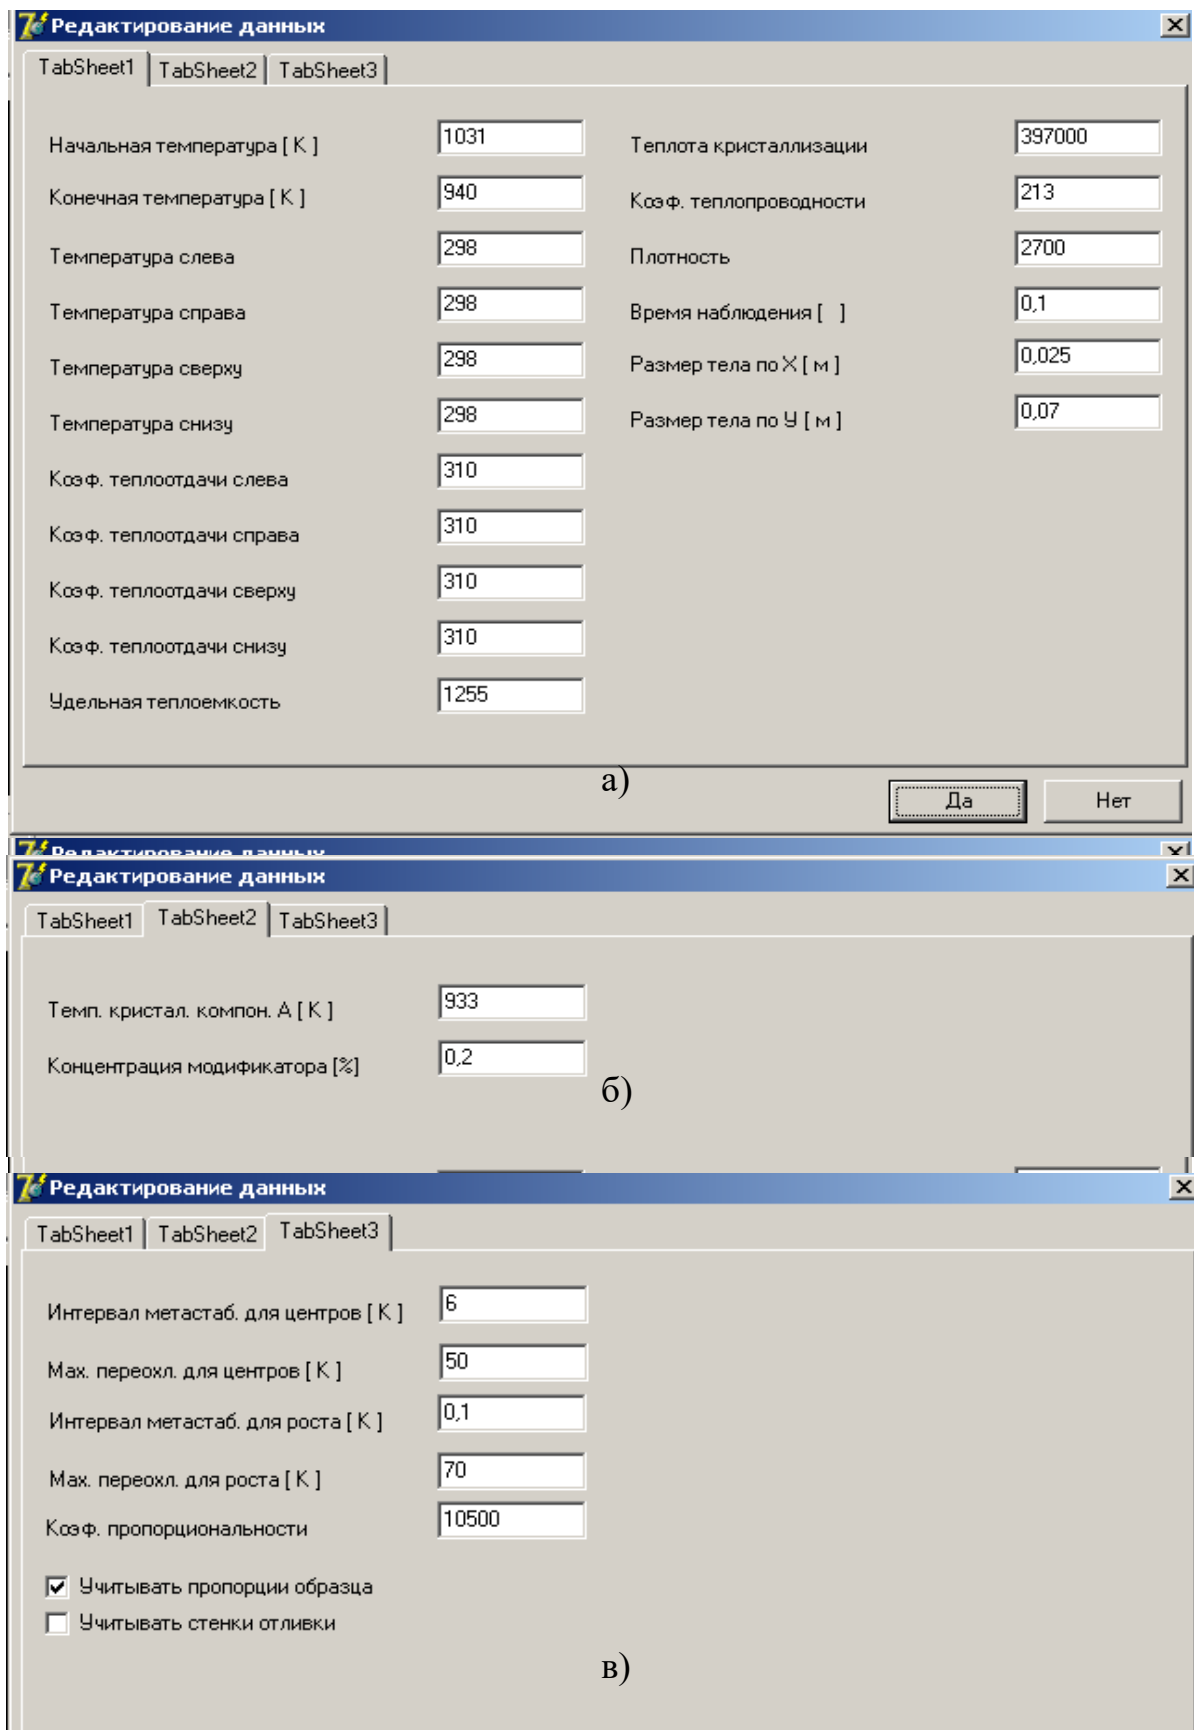 Редактирование данных
TabSheet1 TabSheet2 TabSheet3
Начальная температура [ K ] 1031 Теплота кристаллизации 397000
Конечная температура [ K ] 940 Коэф. теплопроводности 213
Температура слева 298 Плотность 2700
Температура справа 298 Время наблюдения [ ] 0,1
Температура сверху 298 Размер тела по X [ м ] 0,025
Температура снизу 298 Размер тела по У [ м ] 0,07
Коэф. теплоотдачи слева 310
Коэф. теплоотдачи справа 310
Коэф. теплоотдачи сверху 310
Коэф. теплоотдачи снизу 310
Удельная теплоемкость 1255
а)
Да Нет
Редактирование данных
Редактирование данных
TabSheet1 TabSheet2 TabSheet3
Темп. кристал. компон. А [ K ] 933
Концентрация модификатора [%] 0,2
б)
Редактирование данных
TabSheet1 TabSheet2 TabSheet3
Интервал метастаб. для центров [ K ] 6
Мах. переохл. для центров [ K ] 50
Интервал метастаб. для роста [ K ] 0,1
Мах. переохл. для роста [ K ] 70
Коэф. пропорциональности 10500
Учитывать пропорции образца
Учитывать стенки отливки
в)